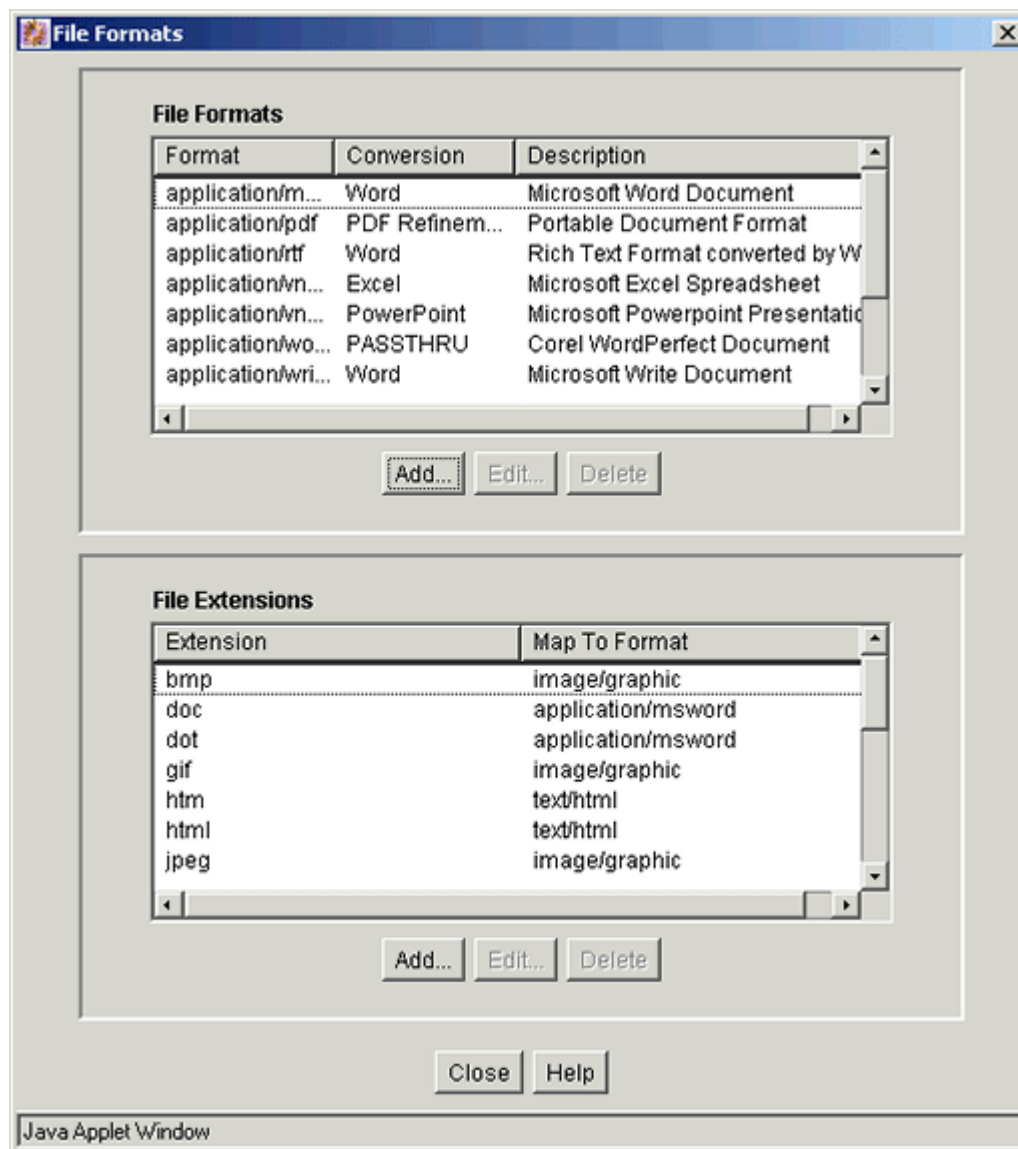 File Formats
File Formats
Format Conversion Description
application/m... Word Microsoft Word Document
application/pdf PDF Refinem... Portable Document Format
application/rtf Word Rich Text Format converted by W
application/vn... Excel Microsoft Excel Spreadsheet
application/vn... PowerPoint Microsoft Powerpoint Presentatio
application/wo... PASSTHRU Corel WordPerfect Document
application/wri... Word Microsoft Write Document
Add... Edit... Delete
File Extensions
Extension Map To Format
bmp image/graphic
doc application/msword
dot application/msword
gif image/graphic
htm text/html
html text/html
jpeg image/graphic
Add... Edit... Delete
Close Help
Java Applet Window